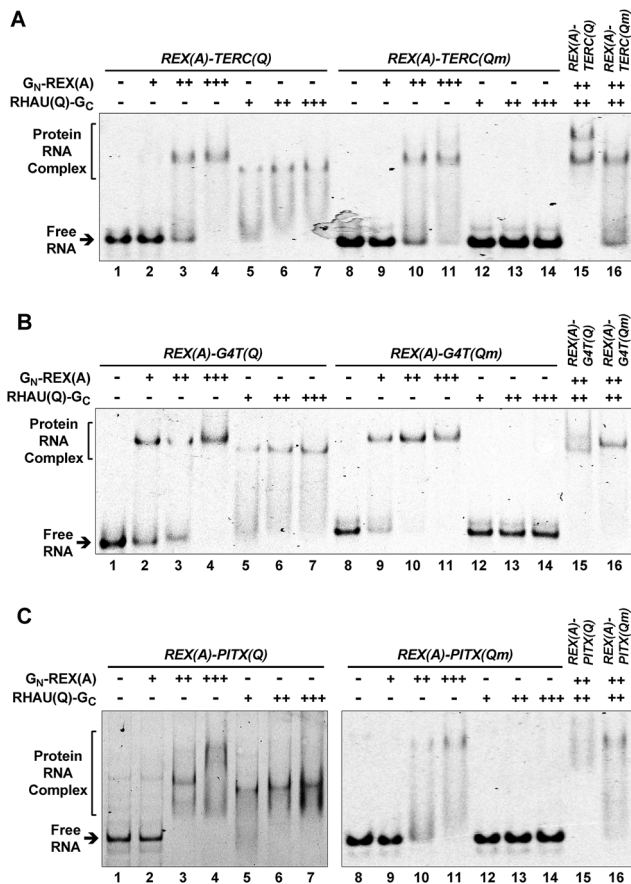 A
REX(A)-TERC(Q) REX(A)-TERC(Qm) REX(A)-TERC(Q) REX(A)-TERC(Qm)
GN-REX(A) - + ++ +++ - - - - + ++ +++ - - - ++ ++
RHAU(Q)-GC - - - - + ++ +++ - - - - + ++ +++ ++ ++
Protein
RNA
Complex
Free
RNA
1 2 3 4 5 6 7 8 9 10 11 12 13 14 15 16
B
REX(A)-G4T(Q) REX(A)-G4T(Qm) REX(A)-G4T(Q) REX(A)-G4T(Qm)
GN-REX(A) - + ++ +++ - - - - + ++ +++ - - - ++ ++
RHAU(Q)-GC - - - - + ++ +++ - - - - + ++ +++ ++ ++
Protein
RNA
Complex
Free
RNA
1 2 3 4 5 6 7 8 9 10 11 12 13 14 15 16
C
REX(A)-PITX(Q) REX(A)-PITX(Qm) REX(A)-PITX(Q) REX(A)-PITX(Qm)
GN-REX(A) - + ++ +++ - - - - + ++ +++ - - - ++ ++
RHAU(Q)-GC - - - - + ++ +++ - - - - + ++ +++ ++ ++
Protein
RNA
Complex
Free
RNA
1 2 3 4 5 6 7 8 9 10 11 12 13 14 15 16